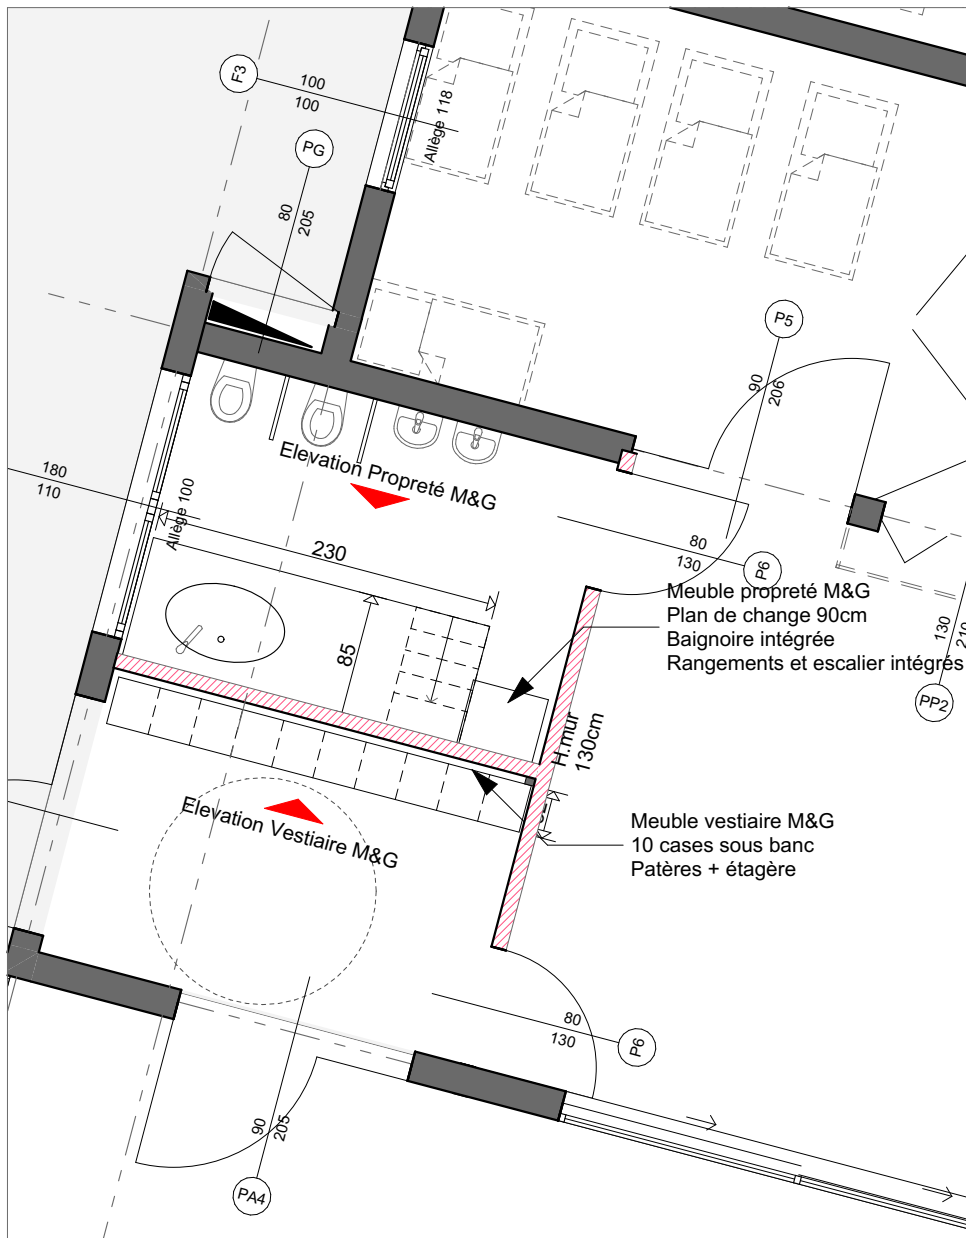 F3
100
100
Allège 118
PG
80
205
P5
90
206
180
110
Allège 100
Elevation Propreté M&G
230
85
80
130
P6
Meuble propreté M&G
Plan de change 90cm
Baignoire intégrée
Rangements et escalier intégrés
130
210
PP2
H.mur
130cm
Elevation Vestiaire M&G
Meuble vestiaire M&G
10 cases sous banc
Patères + étagère
80
130
P6
90
205
PA4